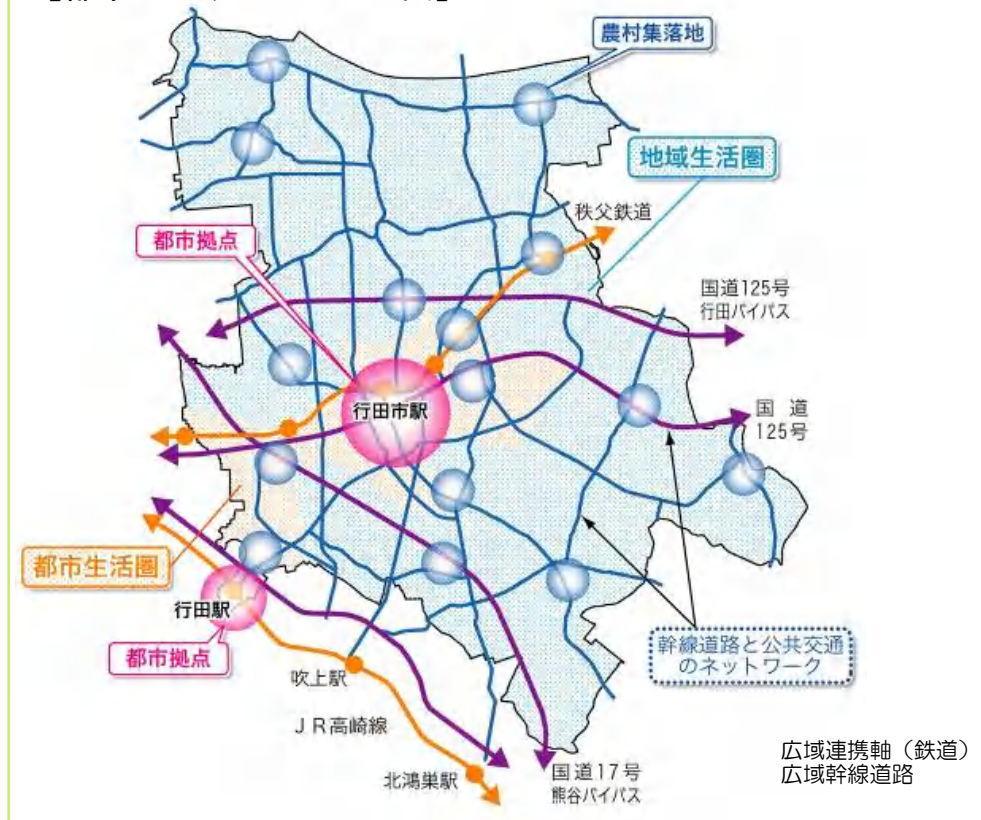 農村集落地
地域生活圏
秩父鉄道
都市拠点
国道125号
行田バイパス
行田市駅
国 道
125号
都市生活圏
行田駅
都市拠点
幹線道路と公共交通
のネットワーク
吹上駅
JR高崎線
北鴻巣駅
国道17号
熊谷バイパス
広域連携軸（鉄道）
広域幹線道路